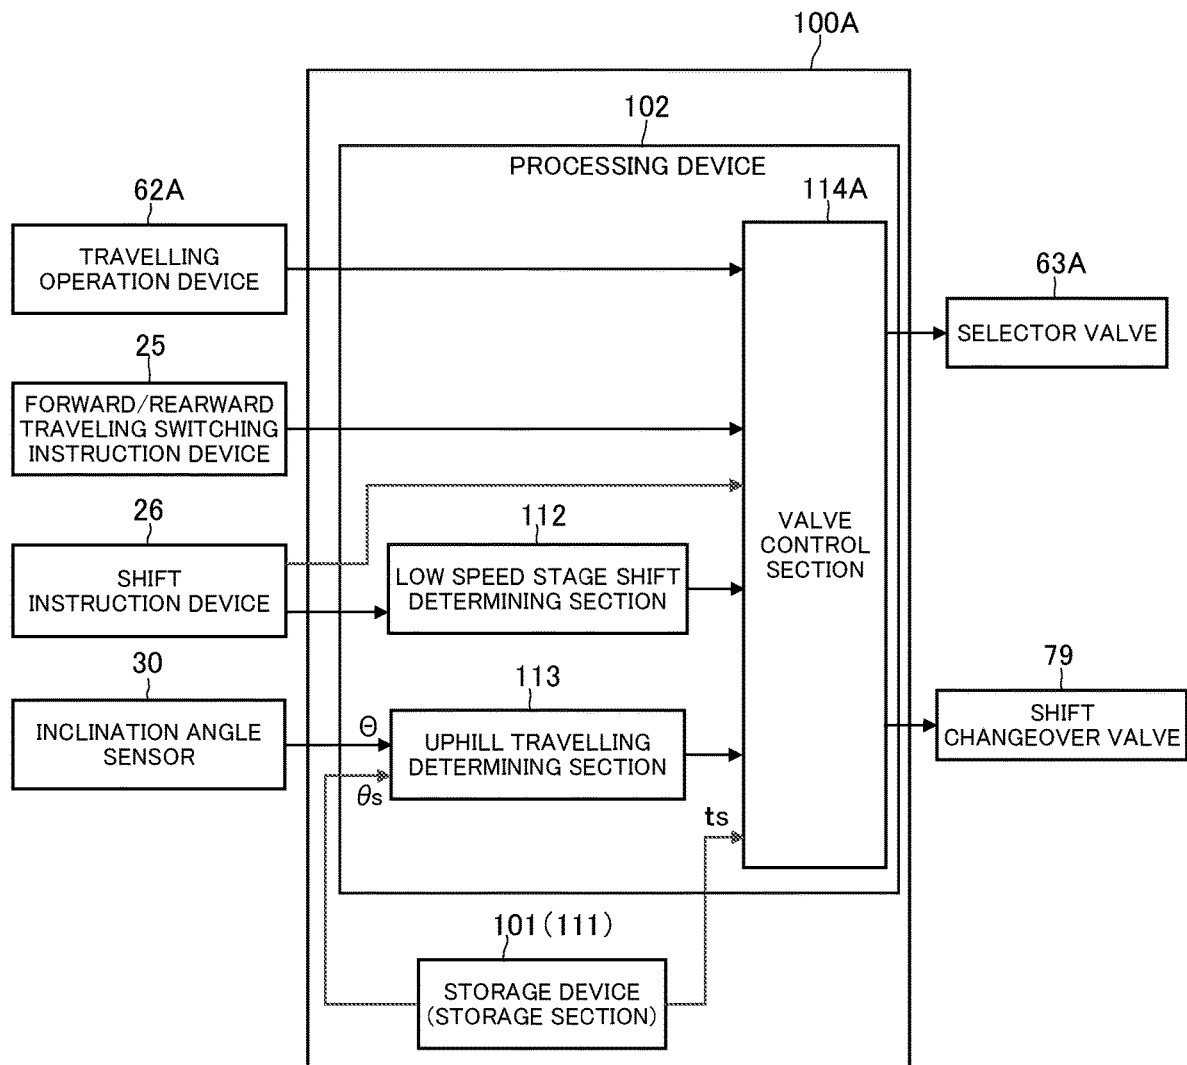 100A
102
PROCESSING DEVICE
62A
114A
TRAVELLING
OPERATION DEVICE
63A
SELECTOR VALVE
25
FORWARD/REARWARD
TRAVELING SWITCHING
INSTRUCTION DEVICE
26
112
VALVE
CONTROL
SECTION
SHIFT
INSTRUCTION DEVICE
LOW SPEED STAGE SHIFT
DETERMINING SECTION
30
113
79
INCLINATION ANGLE
SENSOR
Θ
UPHILL TRAVELLING
DETERMINING SECTION
SHIFT
CHANGEOVER VALVE
θs
ts
101(111)
STORAGE DEVICE
(STORAGE SECTION)